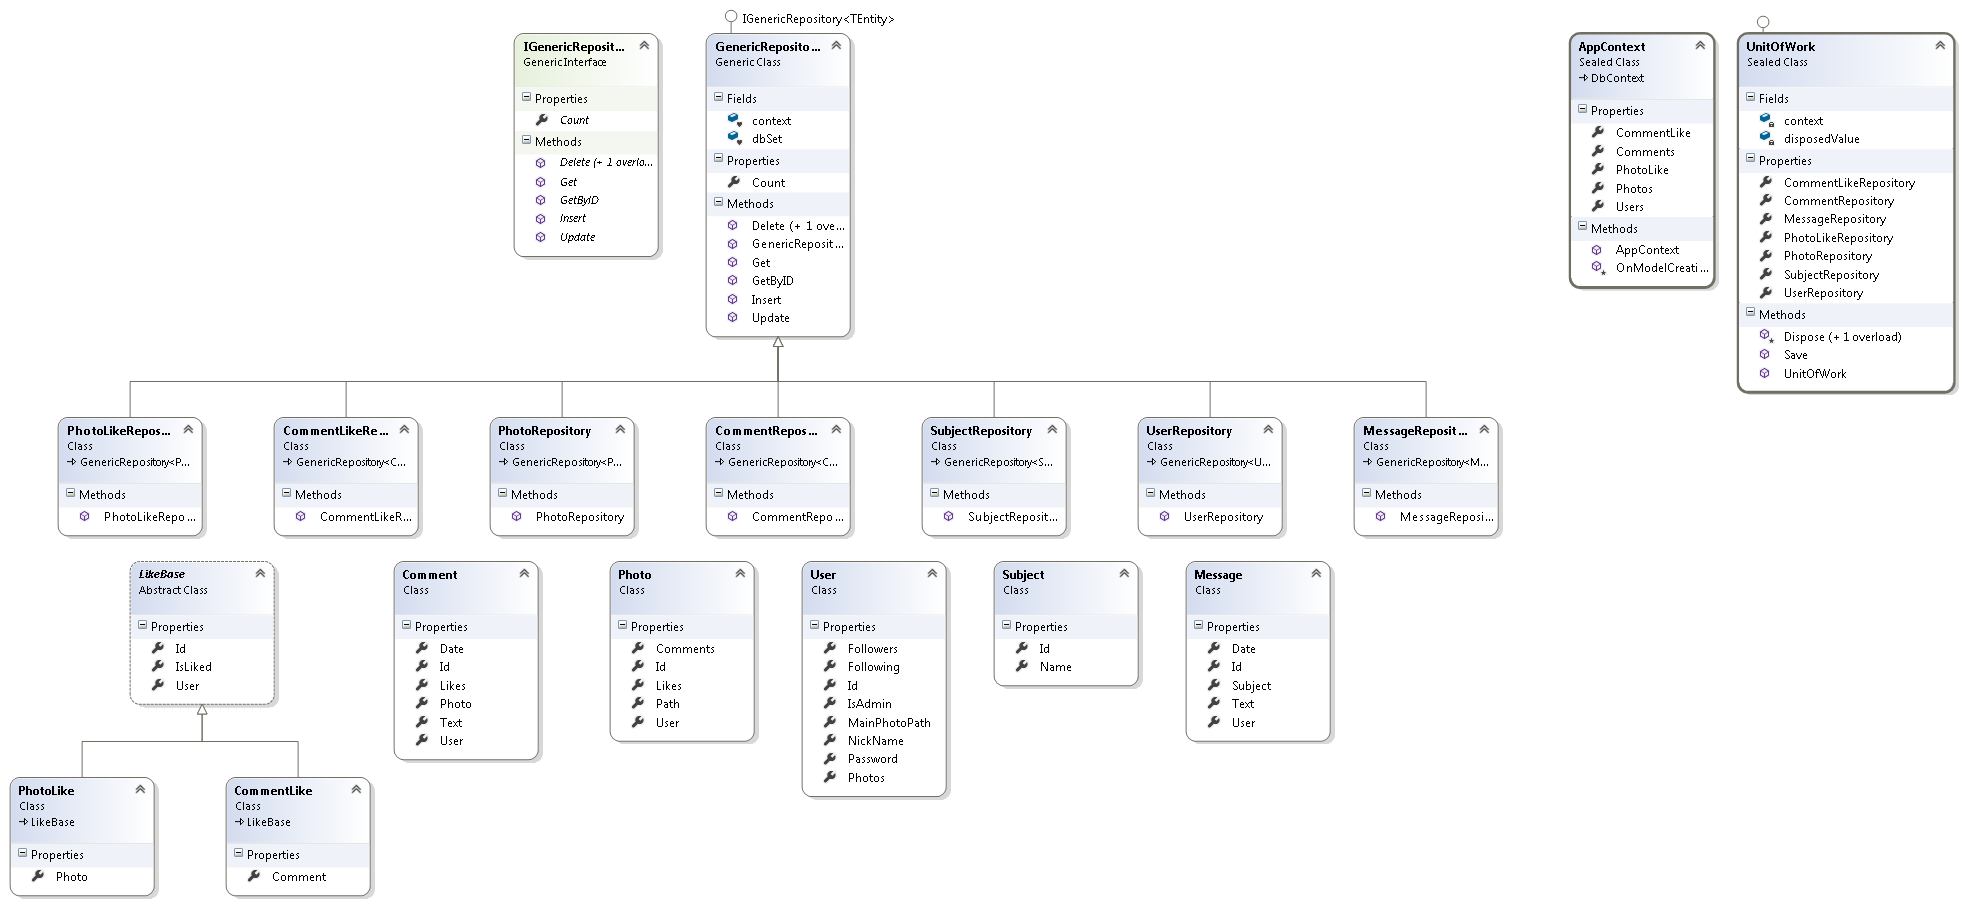 IGenericRepository<TEntity>
IGenericReposit...
GenericInterface
Properties
Count
Methods
Delete (+ 1 overlo...
Get
GetByID
Insert
Update
GenericReposito...
Generic Class
Fields
context
dbSet
Properties
Count
Methods
Delete (+ 1 ove...
GenericReposit...
Get
GetByID
Insert
Update
AppContext
Sealed Class
DbContext
Properties
CommentLike
Comments
PhotoLike
Photos
Users
Methods
AppContext
OnModelCreati...
UnitOfWork
Sealed Class
Fields
context
disposedValue
Properties
CommentLikeRepository
CommentRepository
MessageRepository
PhotoLikeRepository
PhotoRepository
SubjectRepository
UserRepository
Methods
Dispose (+ 1 overload)
Save
UnitOfWork
PhotoLikeRepos...
Class
GenericRepository<P...
Methods
PhotoLikeRepo...
CommentLikeRe...
Class
GenericRepository<C...
Methods
CommentLikeR...
PhotoRepository
Class
GenericRepository<P...
Methods
PhotoRepository
CommentRepos...
Class
GenericRepository<C...
Methods
CommentRepo...
SubjectRepository
Class
GenericRepository<S...
Methods
SubjectReposit...
UserRepository
Class
GenericRepository<U...
Methods
UserRepository
MessageReposit...
Class
GenericRepository<M...
Methods
MessageReposi...
LikeBase
Abstract Class
Properties
Id
IsLiked
User
Comment
Class
Properties
Date
Id
Likes
Photo
Text
User
Photo
Class
Properties
Comments
Id
Likes
Path
User
User
Class
Properties
Followers
Following
Id
IsAdmin
MainPhotoPath
NickName
Password
Photos
Subject
Class
Properties
Id
Name
Message
Class
Properties
Date
Id
Subject
Text
User
PhotoLike
Class
LikeBase
Properties
Photo
CommentLike
Class
LikeBase
Properties
Comment